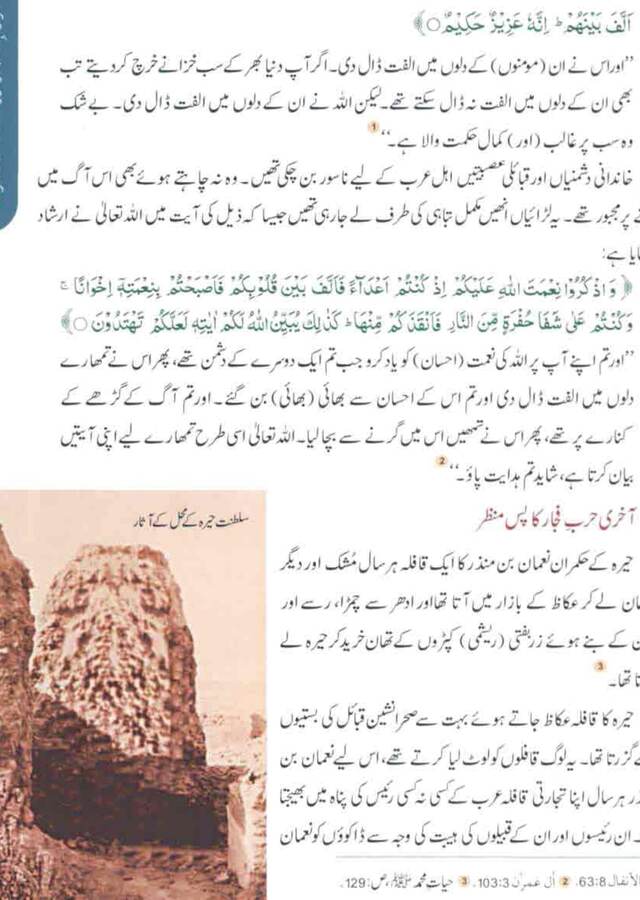 اَلَّفَ بَيْنَهُمْ ؕ اِنَّهٗ عَزِيْزٌ حَكِيْمٌ ○﴾
’’اور اس نے ان (مومنوں) کے دلوں میں الفت ڈال دی۔ اگر آپ دنیا بھر کے سب خزانے خرچ کر دیتے تب
بھی ان کے دلوں میں الفت نہ ڈال سکتے تھے۔ لیکن اللہ نے ان کے دلوں میں الفت ڈال دی۔ بے شک
وہ سب پر غالب (اور) کمال حکمت والا ہے۔‘‘ 1
خاندانی دشمنیاں اور قبائلی عصبیتیں اہل عرب کے لیے ناسور بن چکی تھیں۔ وہ نہ چاہتے ہوئے بھی اس آگ میں
پر مجبور تھے۔ یہ لڑائیاں انھیں مکمل تباہی کی طرف لے جا رہی تھیں جیسا کہ ذیل کی آیت میں اللہ تعالیٰ نے ارشاد
ایا ہے:
﴿ وَاذْكُرُوْا نِعْمَتَ اللّٰهِ عَلَيْكُمْ اِذْ كُنْتُمْ اَعْدَآءً فَاَلَّفَ بَيْنَ قُلُوْبِكُمْ فَاَصْبَحْتُمْ بِنِعْمَتِهٖٓ اِخْوَانًا ۚ
وَكُنْتُمْ عَلٰى شَفَا حُفْرَةٍ مِّنَ النَّارِ فَاَنْقَذَكُمْ مِّنْهَا ؕ كَذٰلِكَ يُبَيِّنُ اللّٰهُ لَكُمْ اٰيٰتِهٖ لَعَلَّكُمْ تَهْتَدُوْنَ ○﴾
’’اور تم اپنے آپ پر اللہ کی نعمت (احسان) کو یاد کرو جب تم ایک دوسرے کے دشمن تھے، پھر اس نے تمھارے
دلوں میں الفت ڈال دی اور تم اس کے احسان سے بھائی (بھائی) بن گئے۔ اور تم آگ کے گڑھے کے
کنارے پر تھے، پھر اس نے تمھیں اس میں گرنے سے بچا لیا۔ اللہ تعالیٰ اسی طرح تمھارے لیے اپنی آیتیں
بیان کرتا ہے، شاید تم ہدایت پاؤ۔‘‘ 2
آخری حرب فجار کا پس منظر
سلطنت حیرہ کے محل کے آثار
حیرہ کے حکمران نعمان بن منذر کا ایک قافلہ ہر سال مُشک اور دیگر
ان لے کر عکاظ کے بازار میں آتا تھا اور ادھر سے چمڑا، رسے اور
ن کے بنے ہوئے زربفتی (ریشمی) کپڑوں کے تھان خرید کر حیرہ لے
تا تھا۔ 3
حیرہ کا قافلہ عکاظ جاتے ہوئے بہت سے صحرا نشین قبائل کی بستیوں
ے گزرتا تھا۔ یہ لوگ قافلوں کو لوٹ لیا کرتے تھے، اس لیے نعمان بن
ذر ہر سال اپنا تجارتی قافلہ عرب کے کسی نہ کسی رئیس کی پناہ میں بھیجتا
۔ ان رئیسوں اور ان کے قبیلوں کی ہیبت کی وجہ سے ڈاکوؤں کو نعمان
الأنفال 63:8. 2 اٰل عمرٰن 103:3. 3 حیات محمد ﷺ، ص: 129.